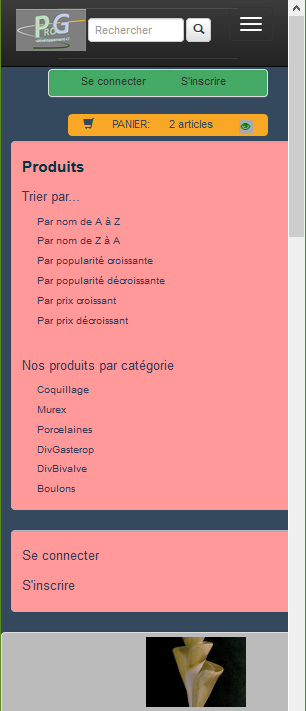 PROG
Rechercher
Se connecter S'inscrire
PANIER: 2 articles
Produits
Trier par...
Par nom de A à Z
Par nom de Z à A
Par popularité croissante
Par popularité décroissante
Par prix croissant
Par prix décroissant
Nos produits par catégorie
Coquillage
Murex
Porcelaines
DivGasterop
DivBivalve
Boulons
Se connecter
S'inscrire